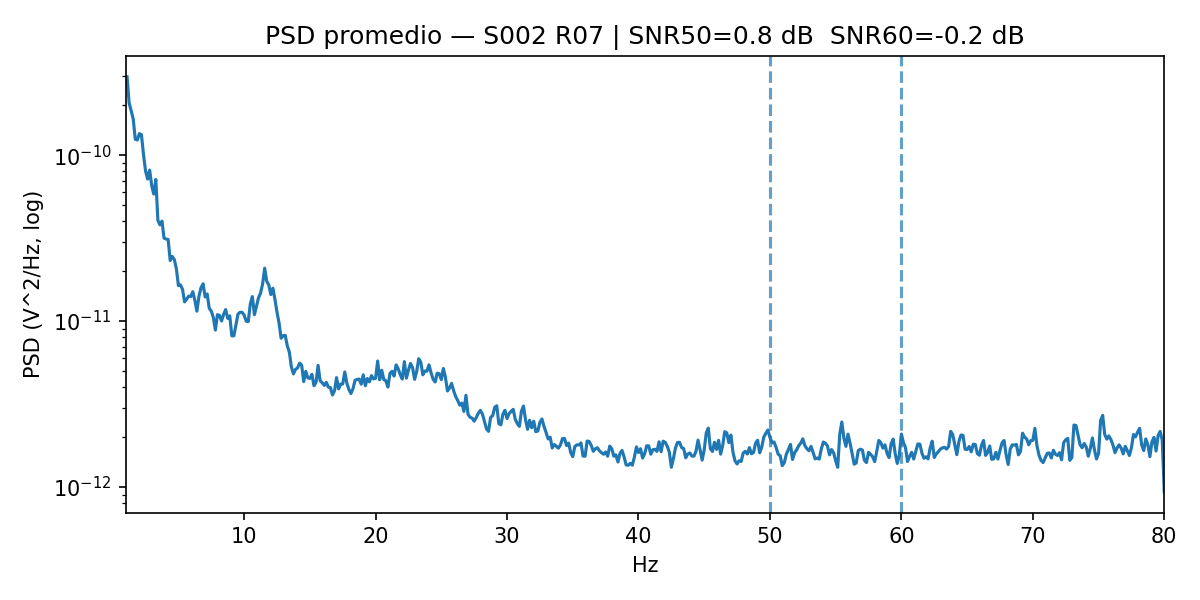 PSD promedio — S002 R07 | SNR50=0.8 dB  SNR60=-0.2 dB
PSD (V^2/Hz, log)
10⁻¹⁰
10⁻¹¹
10⁻¹²
10 20 30 40 50 60 70 80
Hz